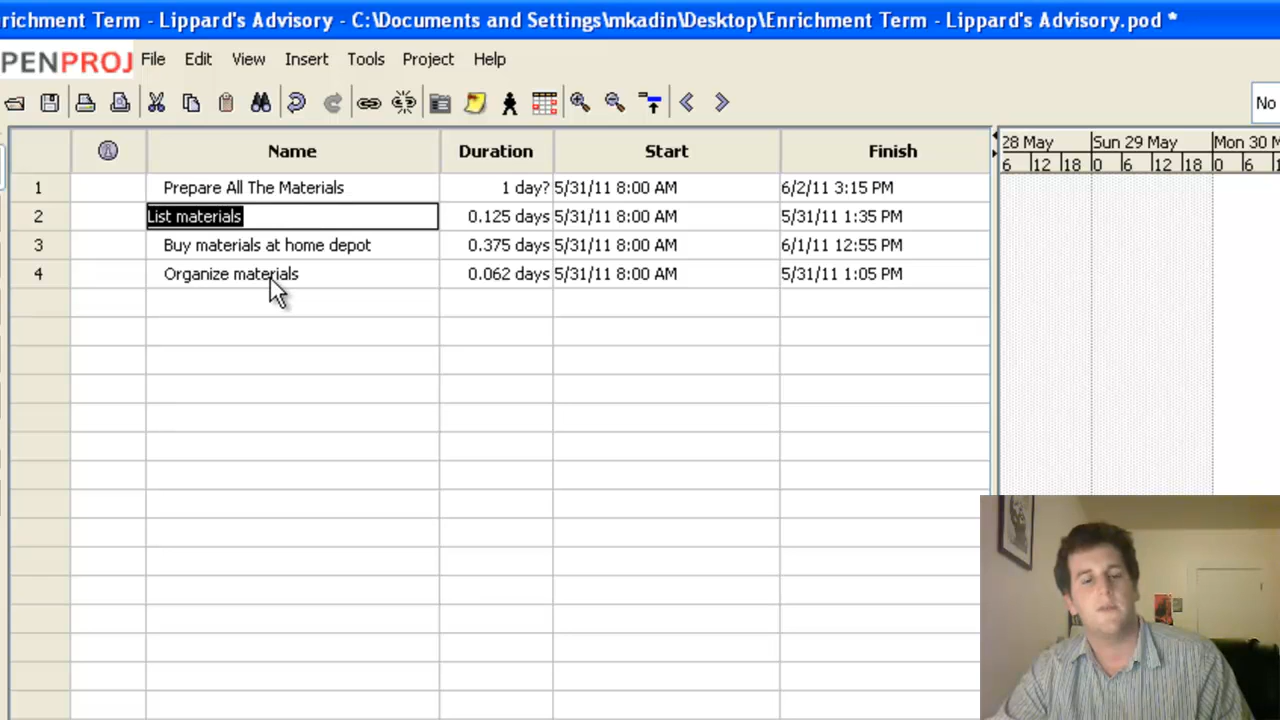 nrichment Term - Lippard's Advisory - C:\Documents and Settings\mkadin\Desktop\Enrichment Term - Lippard's Advisory.pod *
PENPROJ File Edit View Insert Tools Project Help
No
Name Duration Start Finish
28 May Sun 29 May Mon 30 M
6 12 18 0 6 12 18 0 6 1
1 Prepare All The Materials 1 day? 5/31/11 8:00 AM 6/2/11 3:15 PM
2 List materials 0.125 days 5/31/11 8:00 AM 5/31/11 1:35 PM
3 Buy materials at home depot 0.375 days 5/31/11 8:00 AM 6/1/11 12:55 PM
4 Organize materials 0.062 days 5/31/11 8:00 AM 5/31/11 1:05 PM